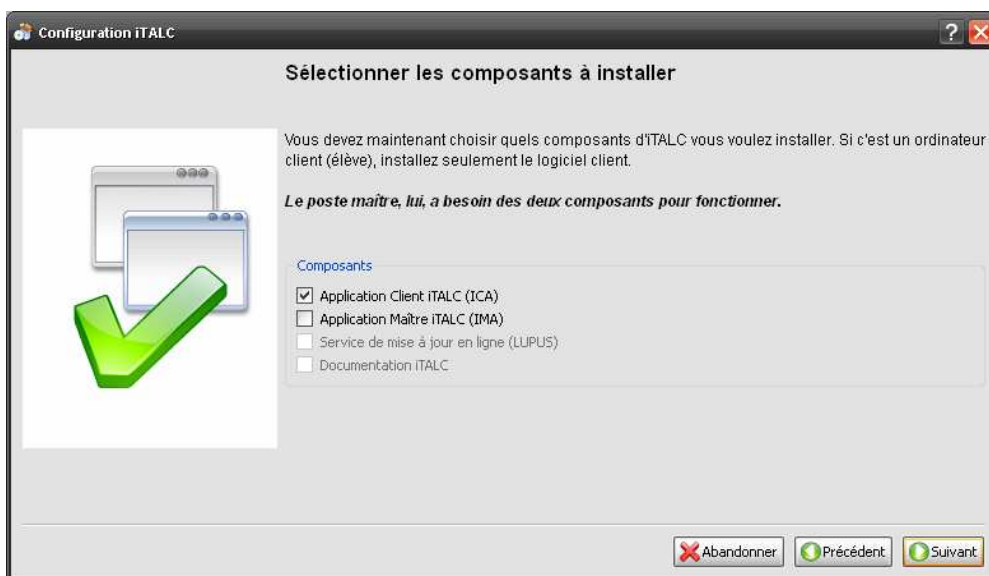 Configuration iTALC
Sélectionner les composants à installer
Vous devez maintenant choisir quels composants d'iTALC vous voulez installer. Si c'est un ordinateur
client (élève), installez seulement le logiciel client.
Le poste maître, lui, a besoin des deux composants pour fonctionner.
Composants
Application Client iTALC (ICA)
Application Maître iTALC (IMA)
Service de mise à jour en ligne (LUPUS)
Documentation iTALC
Abandonner
Précédent
Suivant